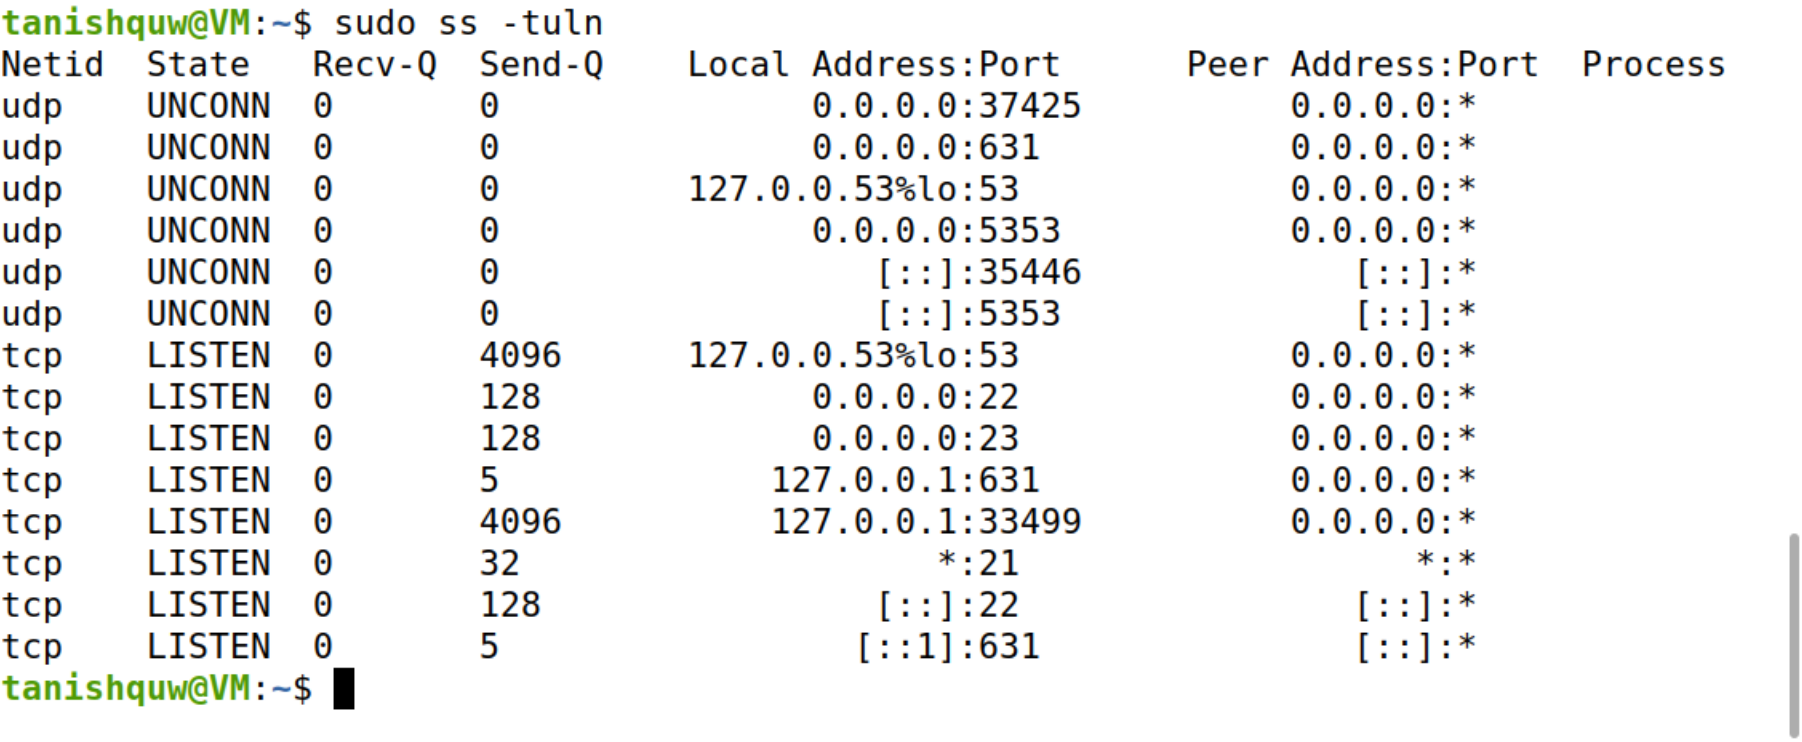 tanishquw@VM:~$ sudo ss -tuln
Netid  State   Recv-Q  Send-Q    Local Address:Port      Peer Address:Port  Process
udp    UNCONN  0       0               0.0.0.0:37425          0.0.0.0:*
udp    UNCONN  0       0               0.0.0.0:631            0.0.0.0:*
udp    UNCONN  0       0         127.0.0.53%lo:53             0.0.0.0:*
udp    UNCONN  0       0               0.0.0.0:5353           0.0.0.0:*
udp    UNCONN  0       0                  [::]:35446             [::]:*
udp    UNCONN  0       0                  [::]:5353              [::]:*
tcp    LISTEN  0       4096      127.0.0.53%lo:53             0.0.0.0:*
tcp    LISTEN  0       128             0.0.0.0:22             0.0.0.0:*
tcp    LISTEN  0       128             0.0.0.0:23             0.0.0.0:*
tcp    LISTEN  0       5             127.0.0.1:631            0.0.0.0:*
tcp    LISTEN  0       4096          127.0.0.1:33499          0.0.0.0:*
tcp    LISTEN  0       32                    *:21                   *:*
tcp    LISTEN  0       128                [::]:22                [::]:*
tcp    LISTEN  0       5                 [::1]:631               [::]:*
tanishquw@VM:~$